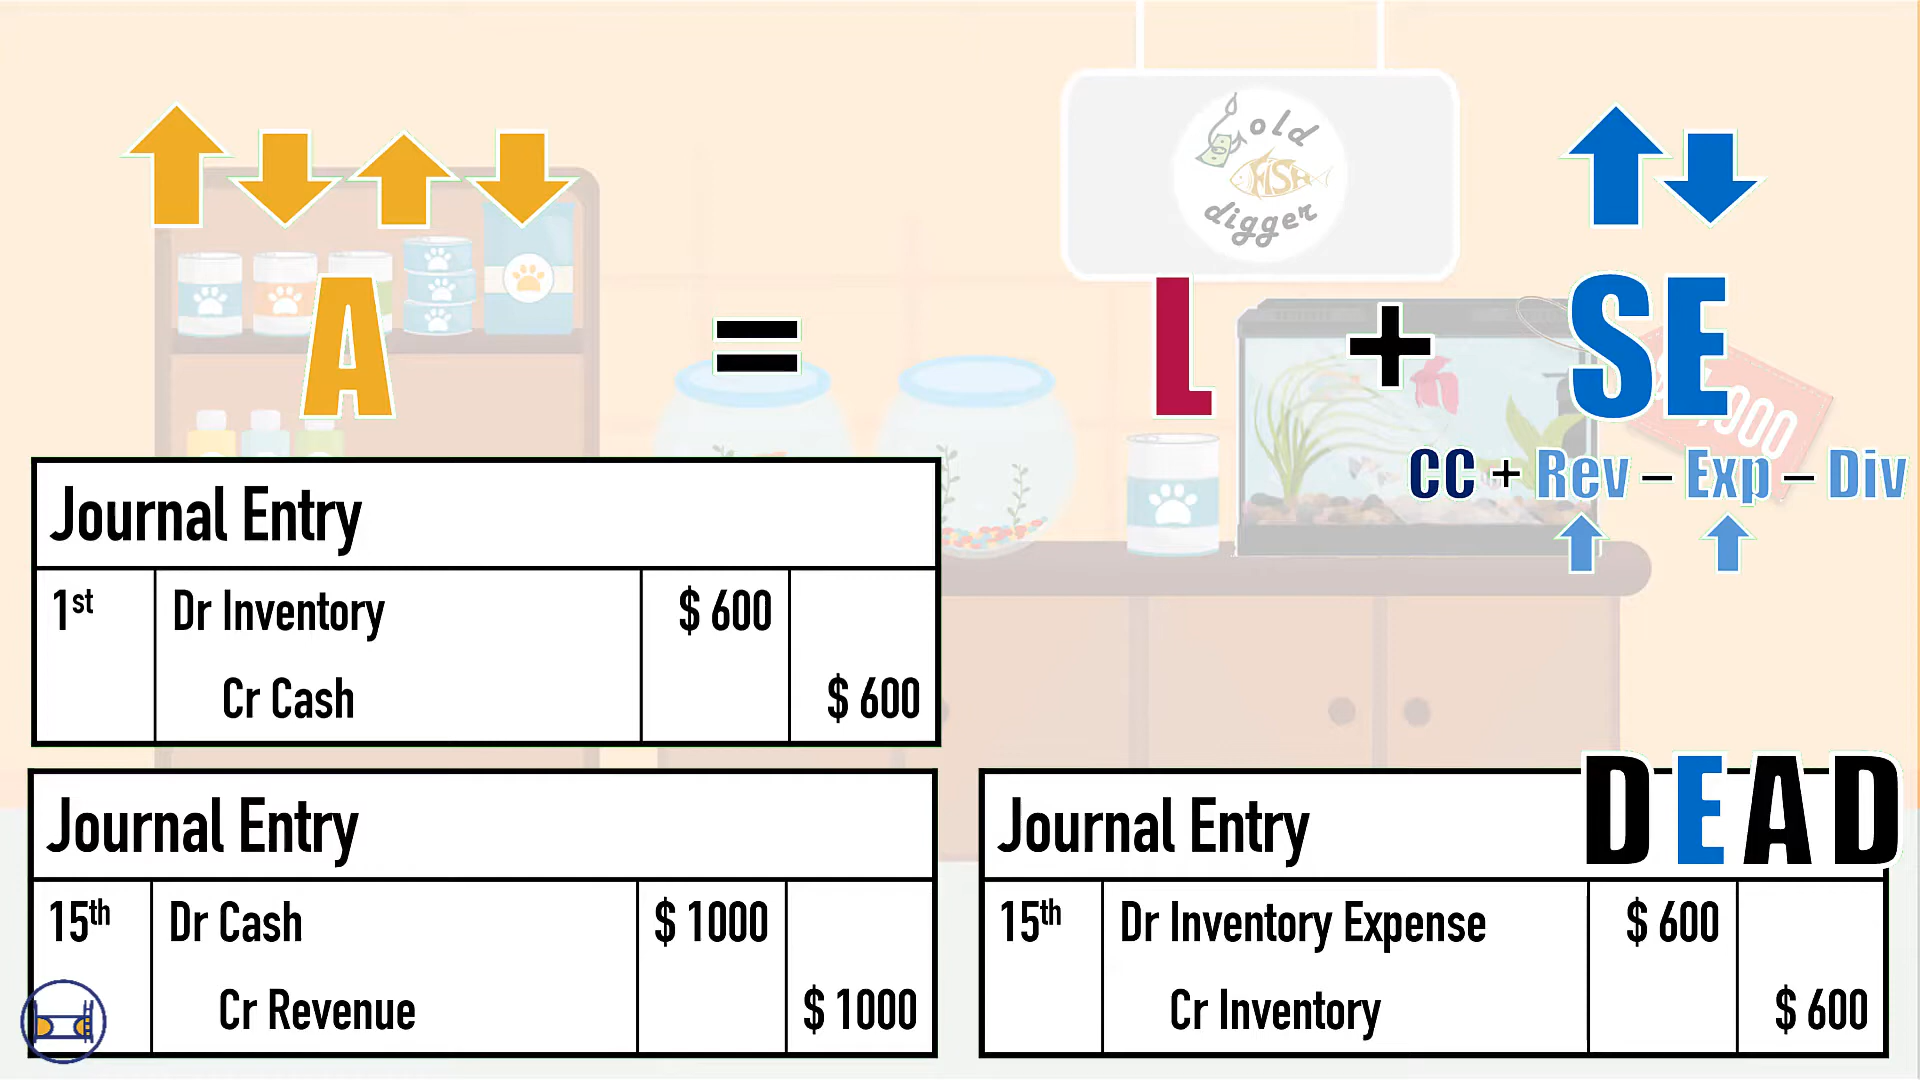 Gold
FISH
digger
A = L + SE
,000
CC + Rev – Exp – Div
Journal Entry
1st Dr Inventory $ 600
Cr Cash $ 600
Journal Entry
15th Dr Cash $ 1000
Cr Revenue $ 1000
Journal Entry
DEAD
15th Dr Inventory Expense $ 600
Cr Inventory $ 600